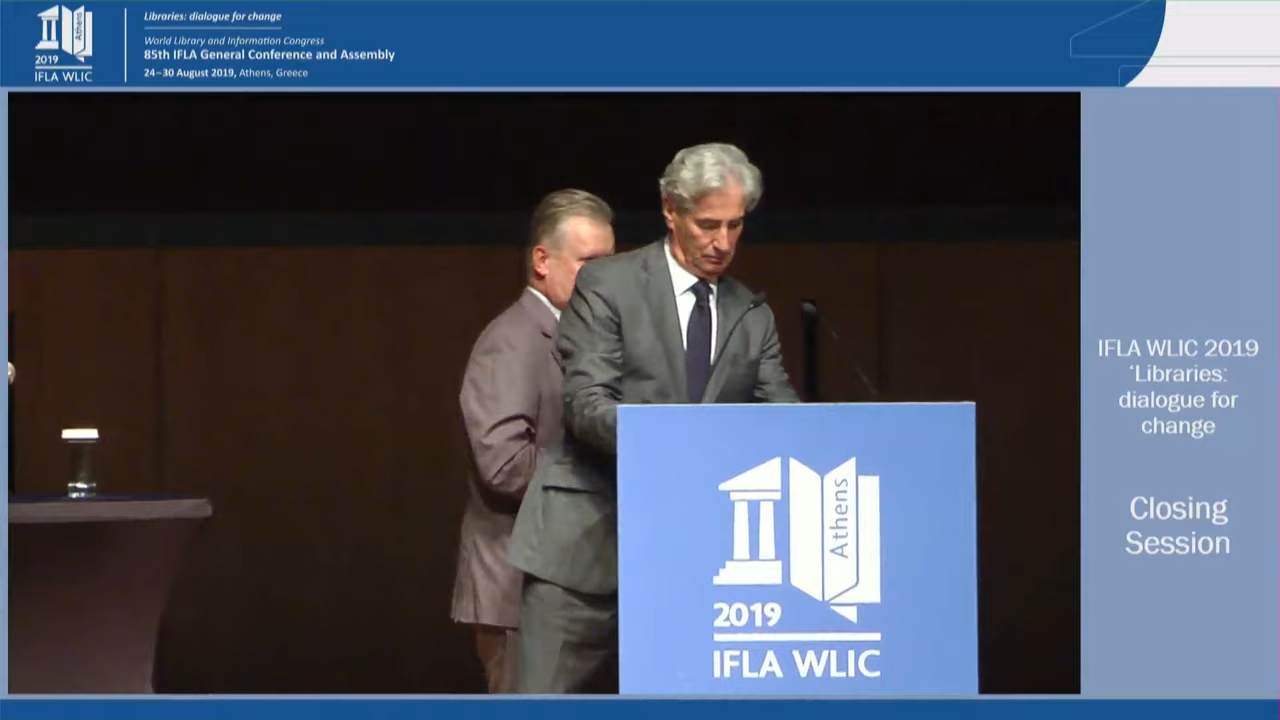 Libraries: dialogue for change
World Library and Information Congress
85th IFLA General Conference and Assembly
24–30 August 2019, Athens, Greece
Athens
2019
IFLA WLIC
IFLA WLIC 2019
‘Libraries:
dialogue for
change
Closing
Session
Athens
2019
IFLA WLIC